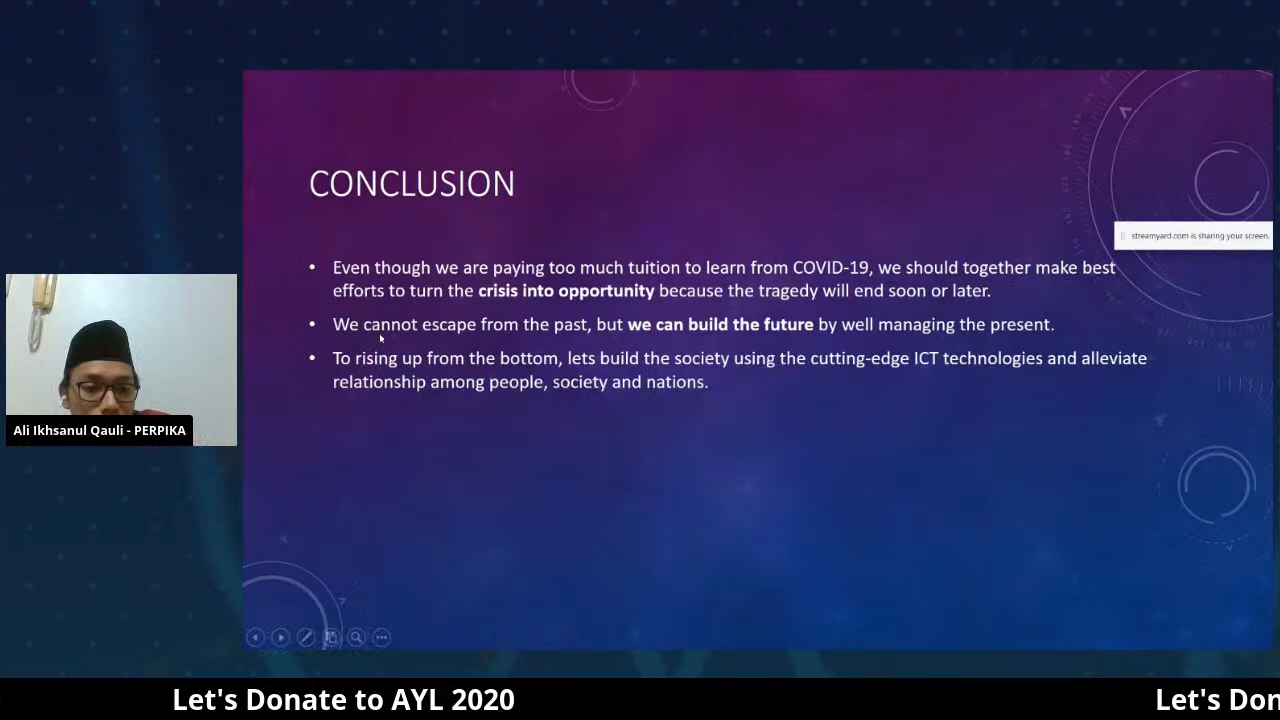 CONCLUSION
streamyard.com is sharing your screen.
• Even though we are paying too much tuition to learn from COVID-19, we should together make best
efforts to turn the crisis into opportunity because the tragedy will end soon or later.
• We cannot escape from the past, but we can build the future by well managing the present.
• To rising up from the bottom, lets build the society using the cutting-edge ICT technologies and alleviate
relationship among people, society and nations.
Ali Ikhsanul Qauli - PERPIKA
Let's Donate to AYL 2020
Let's Don